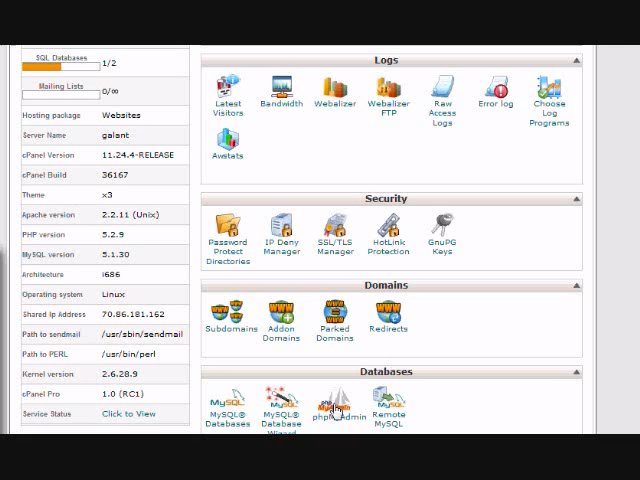 SQL Databases
1/2
Mailing Lists
0/∞
Hosting package Websites
Server Name galant
cPanel Version 11.24.4-RELEASE
cPanel Build 36167
Theme x3
Apache version 2.2.11 (Unix)
PHP version 5.2.9
MySQL version 5.1.30
Architecture i686
Operating system Linux
Shared Ip Address 70.86.181.162
Path to sendmail /usr/sbin/sendmail
Path to PERL /usr/bin/perl
Kernel version 2.6.28.9
cPanel Pro 1.0 (RC1)
Service Status Click to View
Logs
Latest Visitors
Bandwidth
Webalizer
Webalizer FTP
Raw Access Logs
Error log
Choose Log Programs
Awstats
Security
Password Protect Directories
IP Deny Manager
SSL/TLS Manager
HotLink Protection
GnuPG Keys
Domains
Subdomains
Addon Domains
Parked Domains
Redirects
Databases
MySQL® Databases
MySQL® Database Wizard
Remote MySQL